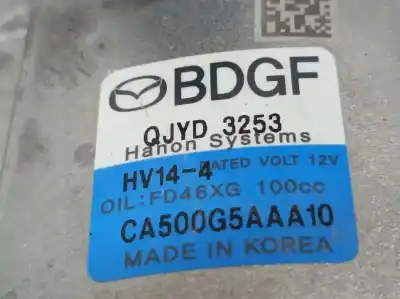 BDGF
QJYD 3253
Hanon Systems
HV14-4 RATED VOLT 12V
OIL:FD46XG 100cc
CA500G5AAA10
MADE IN KOREA